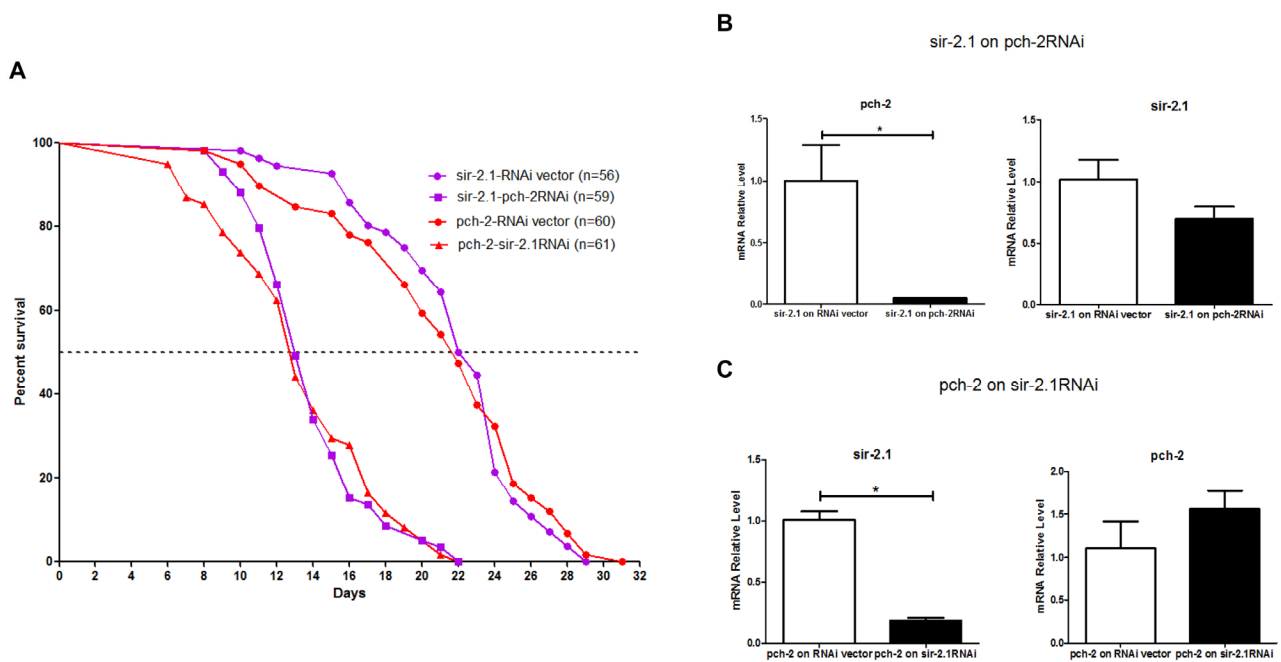 A
Percent survival
100
80
60
40
20
0
0 2 4 6 8 10 12 14 16 18 20 22 24 26 28 30 32
Days
sir-2.1-RNAi vector (n=56)
sir-2.1-pch-2RNAi (n=59)
pch-2-RNAi vector (n=60)
pch-2-sir-2.1RNAi (n=61)
B
sir-2.1 on pch-2RNAi
pch-2
mRNA Relative Level
1.5
1.0
0.5
0.0
*
sir-2.1 on RNAi vector sir-2.1 on pch-2RNAi
sir-2.1
mRNA Relative Level
1.5
1.0
0.5
0.0
sir-2.1 on RNAi vector sir-2.1 on pch-2RNAi
C
pch-2 on sir-2.1RNAi
sir-2.1
mRNA Relative Level
1.5
1.0
0.5
0.0
*
pch-2 on RNAi vector pch-2 on sir-2.1RNAi
pch-2
mRNA Relative Level
2.0
1.5
1.0
0.5
0.0
pch-2 on RNAi vector pch-2 on sir-2.1RNAi